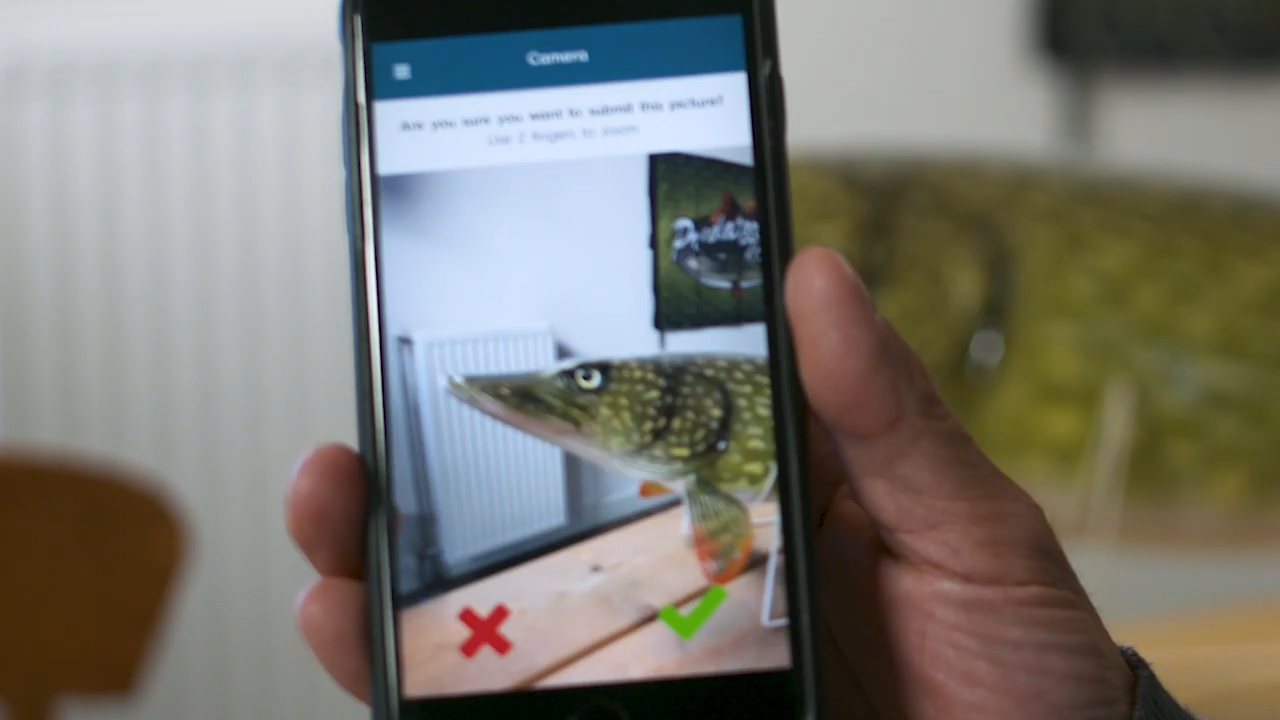 Camera
Are you sure you want to submit this picture?
Use 2 fingers to zoom